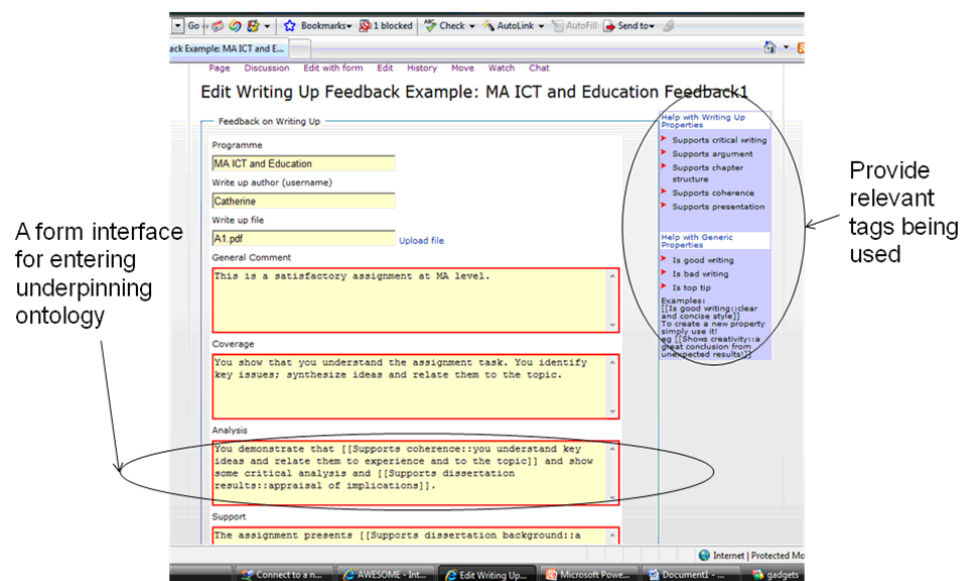 Go
Bookmarks
1 blocked
Check
AutoLink
AutoFill
Send to
ack Example: MA ICT and E...
Page Discussion Edit with form Edit History Move Watch Chat
Edit Writing Up Feedback Example: MA ICT and Education Feedback1
Feedback on Writing Up
Programme
MA ICT and Education
Write up author (username)
Catherine
Write up file
A1.pdf
Upload file
General Comment
This is a satisfactory assignment at MA level.
Coverage
You show that you understand the assignment task. You identify
key issues; synthesize ideas and relate them to the topic.
Analysis
You demonstrate that [[Supports coherence::you understand key
ideas and relate them to experience and to the topic]] and show
some critical analysis and [[Supports dissertation
results::appraisal of implications]].
Support
The assignment presents [[Supports dissertation background::a
Help with Writing Up
Properties
Supports critical writing
Supports argument
Supports chapter
structure
Supports coherence
Supports presentation
Help with Generic
Properties
Is good writing
Is bad writing
Is top tip
Examples:
[[Is good writing::clear
and concise style]]
To create a new property
simply use it!
eg [[Shows creativity::a
great conclusion from
unexpected results!]]
A form interface
for entering
underpinning
ontology
Provide
relevant
tags being
used
Internet | Protected Mo
Connect to a n...
AWESOME - Int...
Edit Writing Up...
Microsoft Powe...
Document1 - ...
gadgets